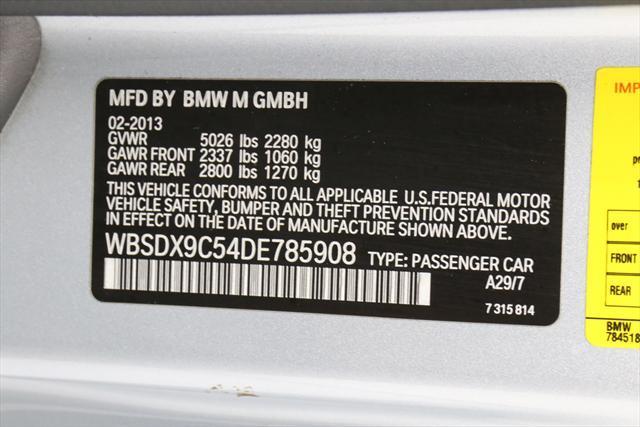 MFD BY BMW M GMBH
02-2013
GVWR 5026 lbs 2280 kg
GAWR FRONT 2337 lbs 1060 kg
GAWR REAR 2800 lbs 1270 kg
THIS VEHICLE CONFORMS TO ALL APPLICABLE U.S.FEDERAL MOTOR
VEHICLE SAFETY, BUMPER AND THEFT PREVENTION STANDARDS
IN EFFECT ON DATE OF MANUFACTURE SHOWN ABOVE.
WBSDX9C54DE785908 TYPE: PASSENGER CAR
A29/7
7 315 814
over
FRONT
REAR
BMW